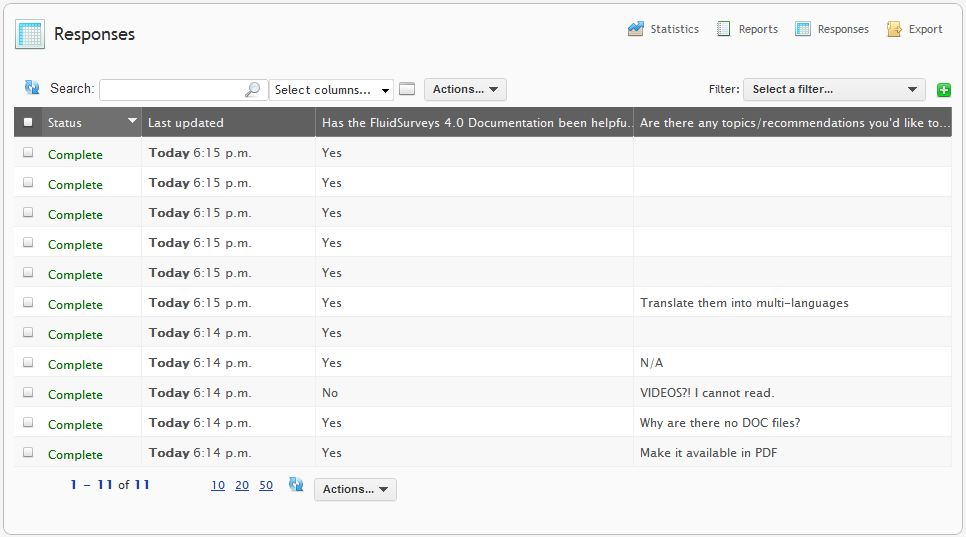 Responses
Statistics Reports Responses Export
Search: Select columns... Actions... Filter: Select a filter...
Status Last updated Has the FluidSurveys 4.0 Documentation been helpfu... Are there any topics/recommendations you'd like to...
Complete Today 6:15 p.m. Yes
Complete Today 6:15 p.m. Yes
Complete Today 6:15 p.m. Yes
Complete Today 6:15 p.m. Yes
Complete Today 6:15 p.m. Yes
Complete Today 6:15 p.m. Yes Translate them into multi-languages
Complete Today 6:14 p.m. Yes
Complete Today 6:14 p.m. Yes N/A
Complete Today 6:14 p.m. No VIDEOS?! I cannot read.
Complete Today 6:14 p.m. Yes Why are there no DOC files?
Complete Today 6:14 p.m. Yes Make it available in PDF
1 - 11 of 11 10 20 50 Actions...